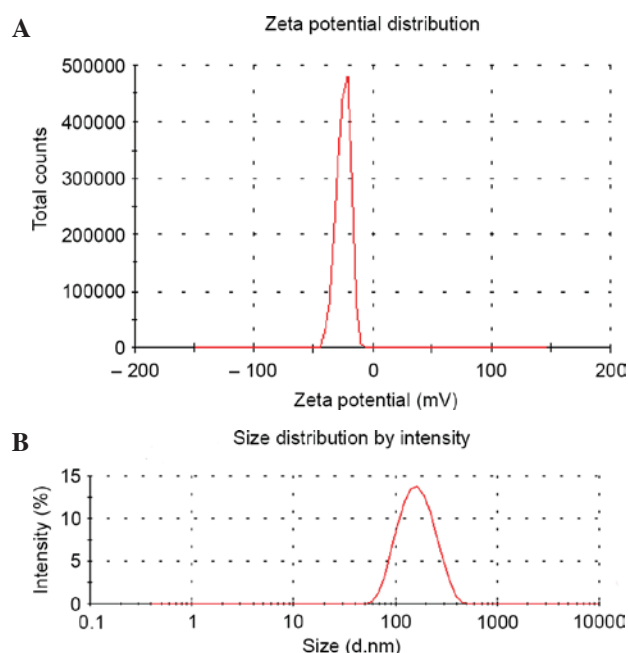 A
Zeta potential distribution
Total counts
500000
400000
300000
200000
100000
0
– 200
– 100
0
100
200
Zeta potential (mV)
B
Size distribution by intensity
Intensity (%)
15
10
5
0
0.1
1
10
100
1000
10000
Size (d.nm)